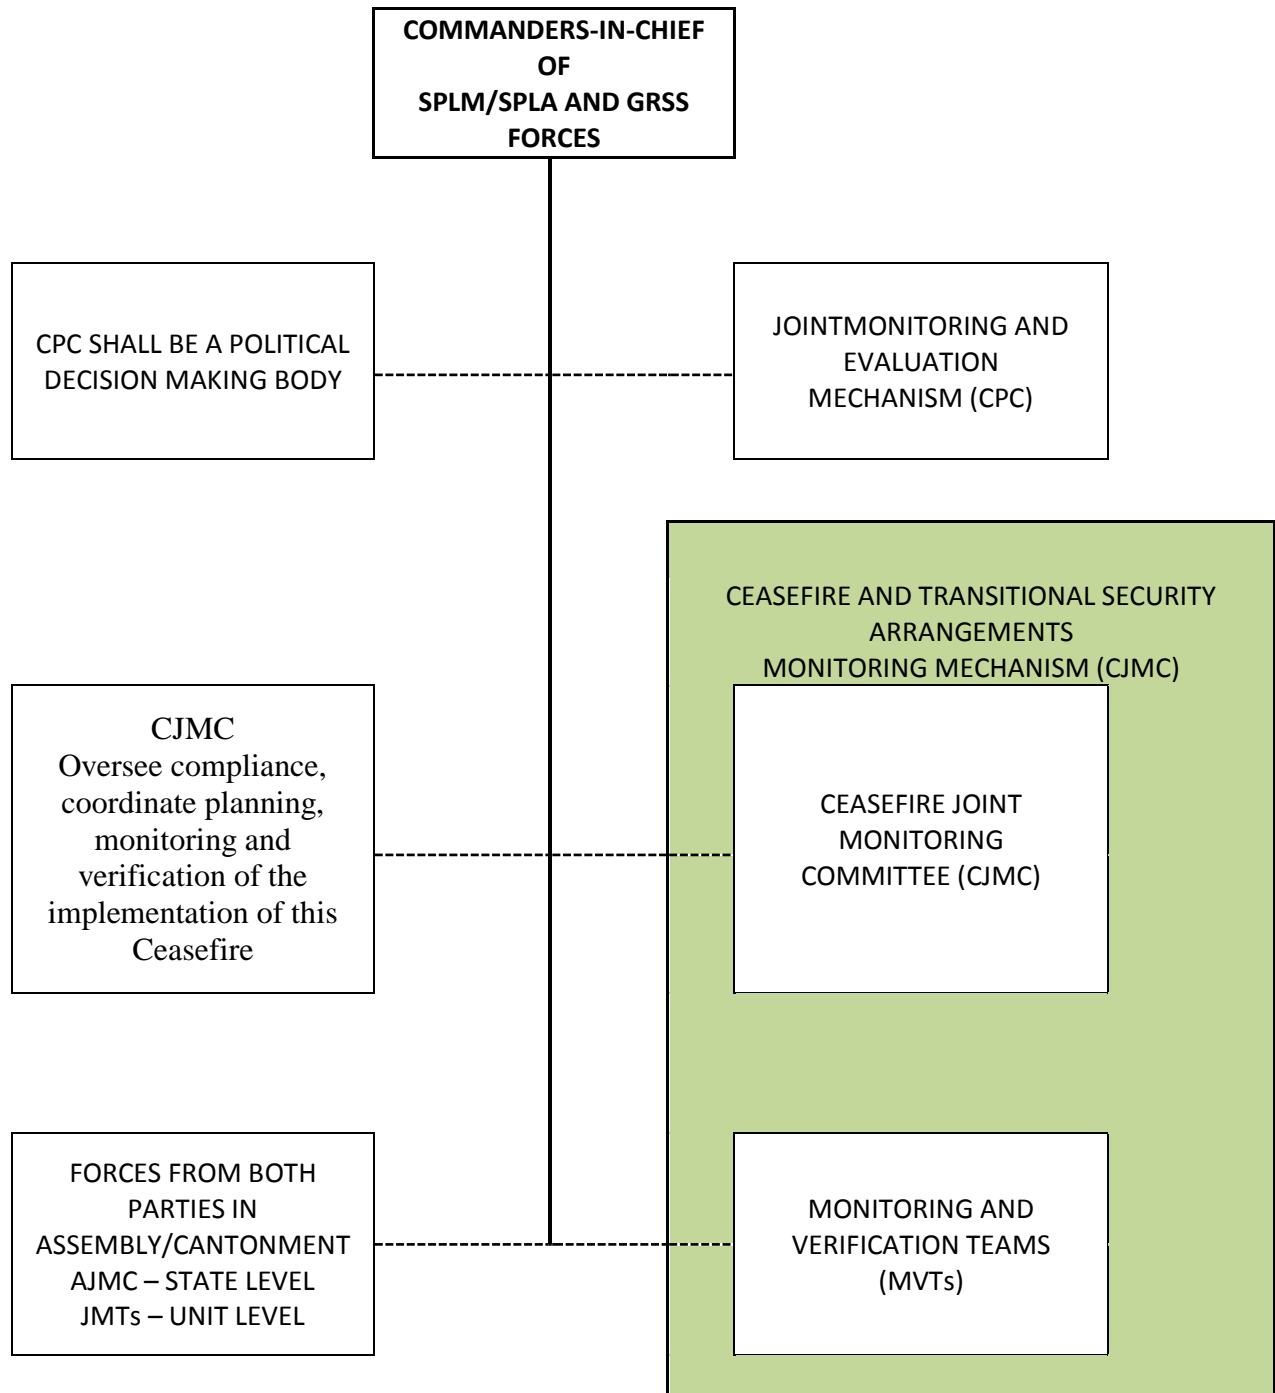 COMMANDERS-IN-CHIEF
OF
SPLM/SPLA AND GRSS
FORCES
CPC SHALL BE A POLITICAL
DECISION MAKING BODY
JOINTMONITORING AND
EVALUATION
MECHANISM (CPC)
CEASEFIRE AND TRANSITIONAL SECURITY
ARRANGEMENTS
MONITORING MECHANISM (CJMC)
CJMC
Oversee compliance,
coordinate planning,
monitoring and
verification of the
implementation of this
Ceasefire
CEASEFIRE JOINT
MONITORING
COMMITTEE (CJMC)
FORCES FROM BOTH
PARTIES IN
ASSEMBLY/CANTONMENT
AJMC – STATE LEVEL
JMTs – UNIT LEVEL
MONITORING AND
VERIFICATION TEAMS
(MVTs)